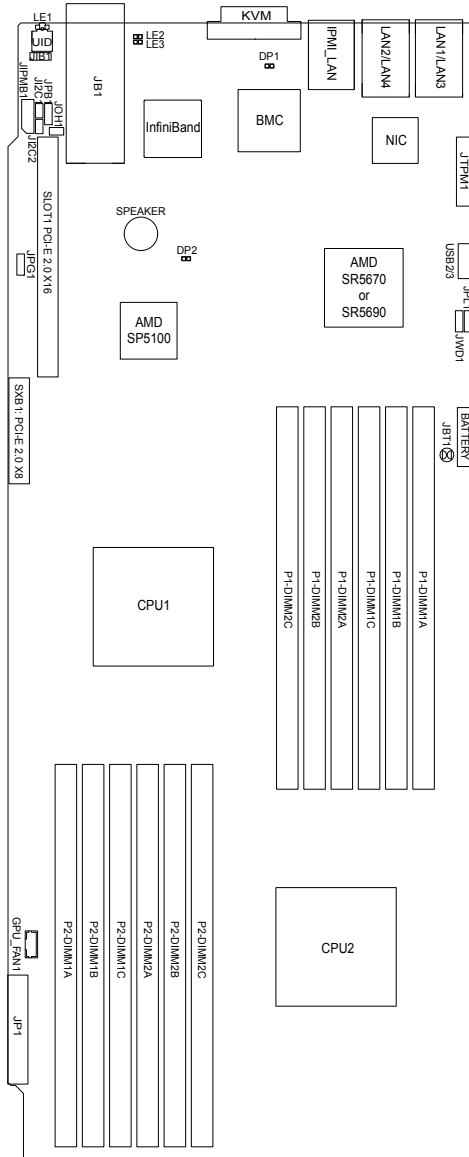 LE1
UID
JIB1
LE2
LE3
KVM
DP1
IPMI_LAN
LAN2/LAN4
LAN1/LAN3
JB1
JIPMB1
JI2C1
JPB1
JOH1
JI2C2
InfiniBand
BMC
NIC
JTPM1
SLOT1 PCI-E 2.0 X16
SPEAKER
DP2
JPG1
AMD
SP5100
AMD
SR5670
or
SR5690
USB2/3
JPL1
JWD1
SXB1: PCI-E 2.0 X8
BATTERY
JBT1
CPU1
P1-DIMM2C
P1-DIMM2B
P1-DIMM2A
P1-DIMM1C
P1-DIMM1B
P1-DIMM1A
P2-DIMM1A
P2-DIMM1B
P2-DIMM1C
P2-DIMM2A
P2-DIMM2B
P2-DIMM2C
CPU2
GPU_FAN1
JP1